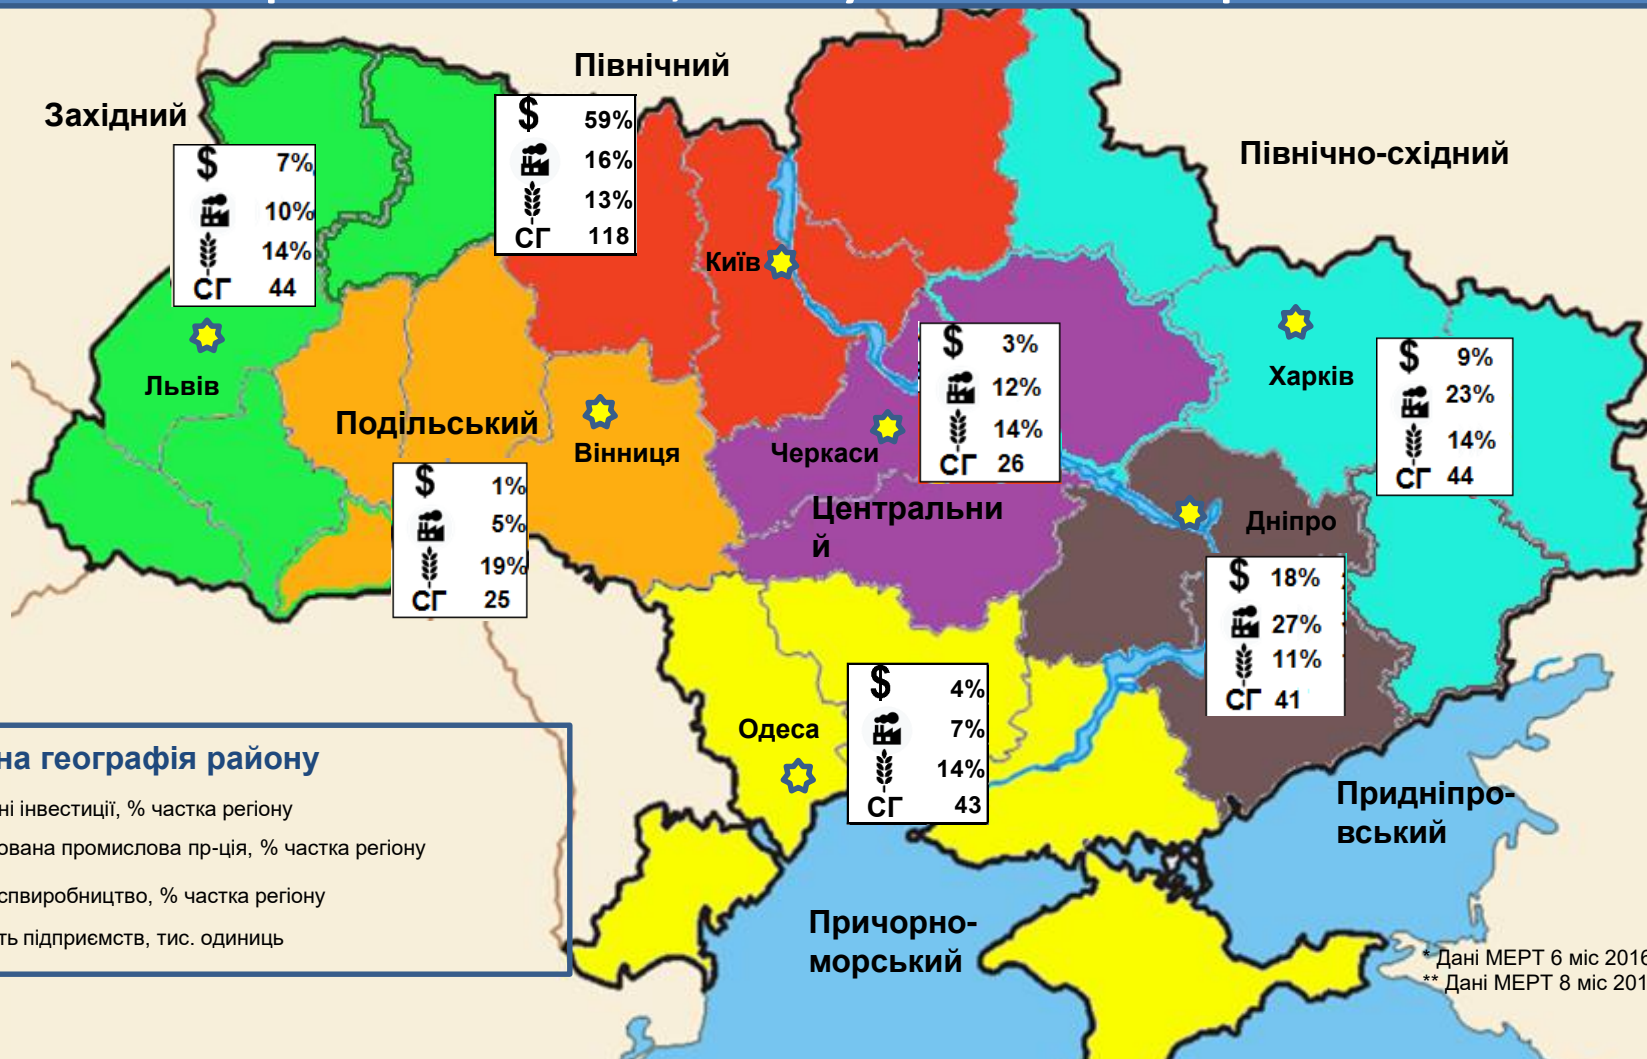 Північний
Західний
Північно-східний
$ 59%
16%
13%
СГ 118
$ 7%
10%
14%
СГ 44
Київ
Львів
$ 3%
12%
14%
СГ 26
Харків
$ 9%
23%
14%
СГ 44
Подільський
Вінниця
Черкаси
$ 1%
5%
19%
СГ 25
Центральни
й
Дніпро
$ 18%
27%
11%
СГ 41
$ 4%
7%
14%
СГ 43
Одеса
на географія району
ні інвестиції, % частка регіону
ована промислова пр-ція, % частка регіону
спвиробництво, % частка регіону
ть підприємств, тис. одиниць
Придніпро-
вський
Причорно-
морський
* Дані МЕРТ 6 міс 2016
** Дані МЕРТ 8 міс 201